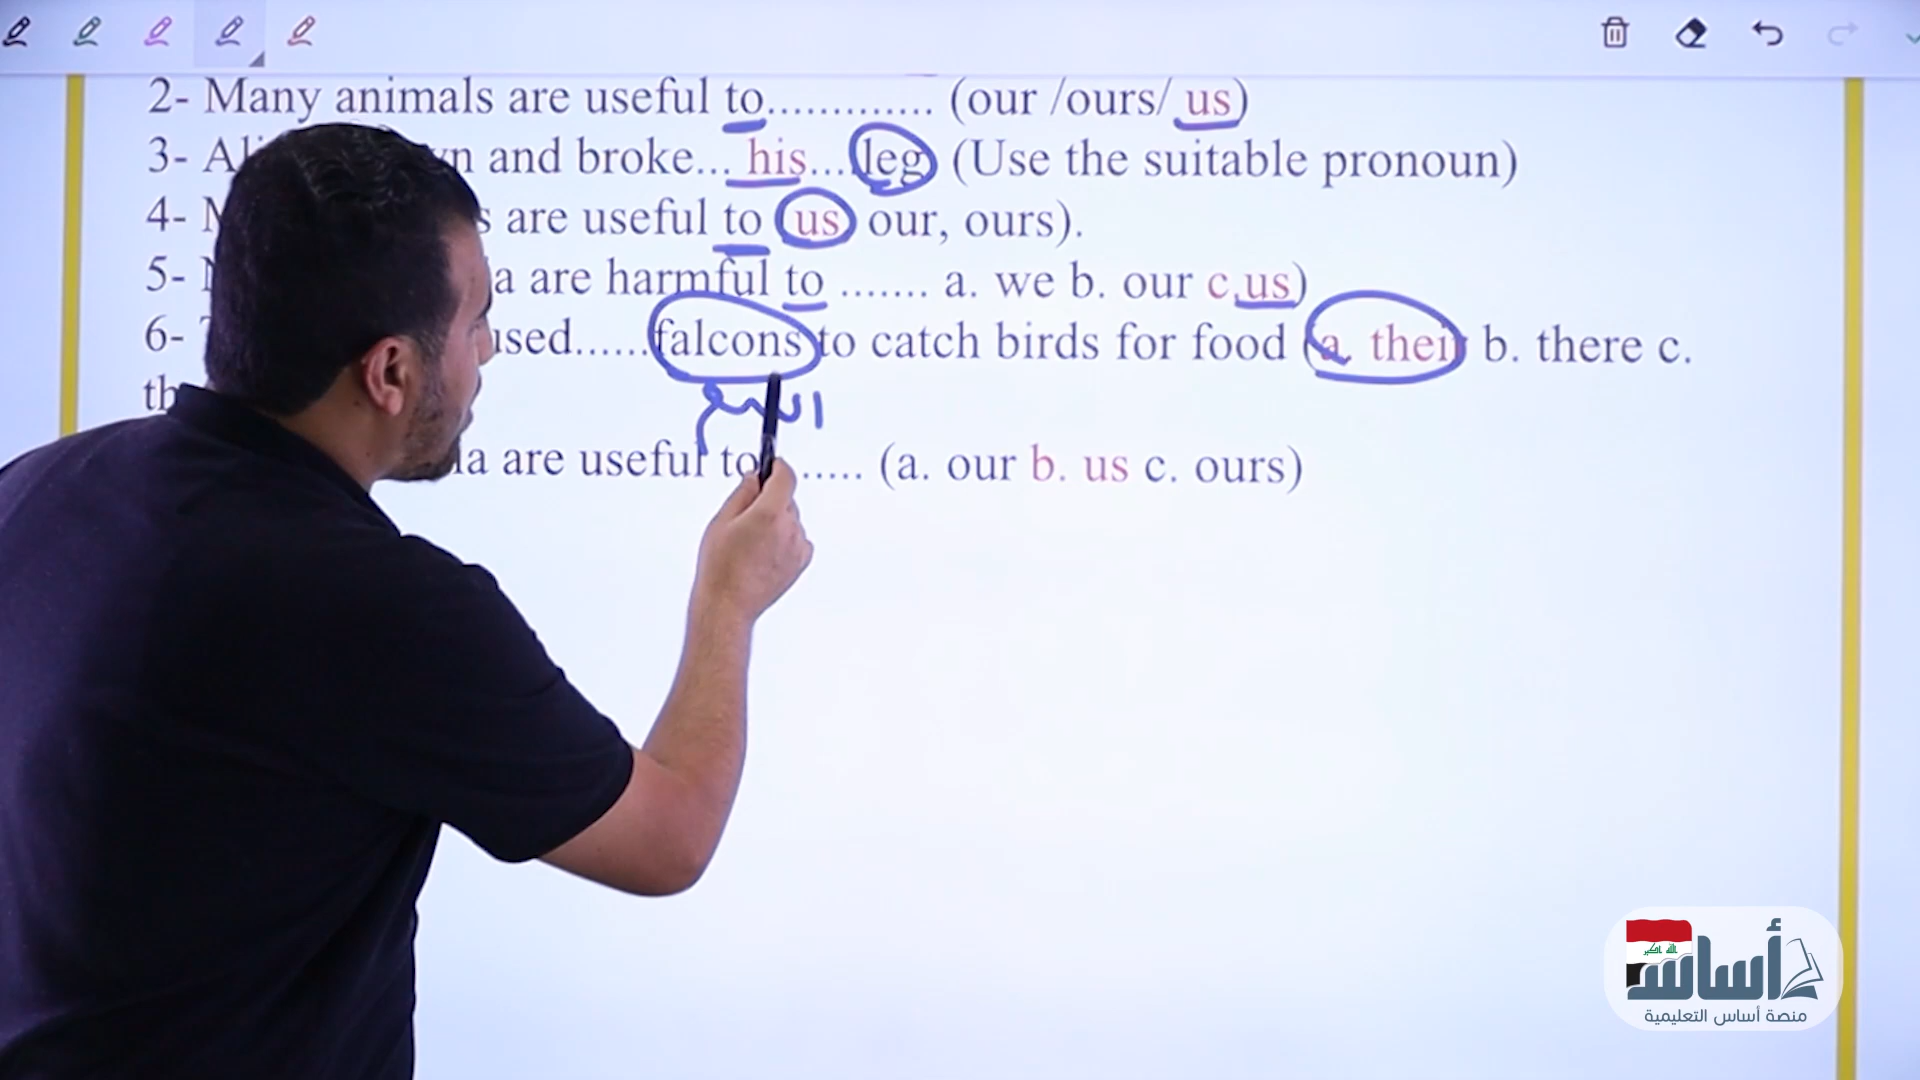 2- Many animals are useful to............. (our /ours/ us)
3- and broke... his...leg (Use the suitable pronoun)
4- are useful to (us our, ours).
5- are harmful to ....... a. we b. our c.us)
6- used......falcons to catch birds for food (a. their b. there c.
اسم
are useful to ..... (a. our b. us c. ours)
الله اكبر
أساس
منصة أساس التعليمية